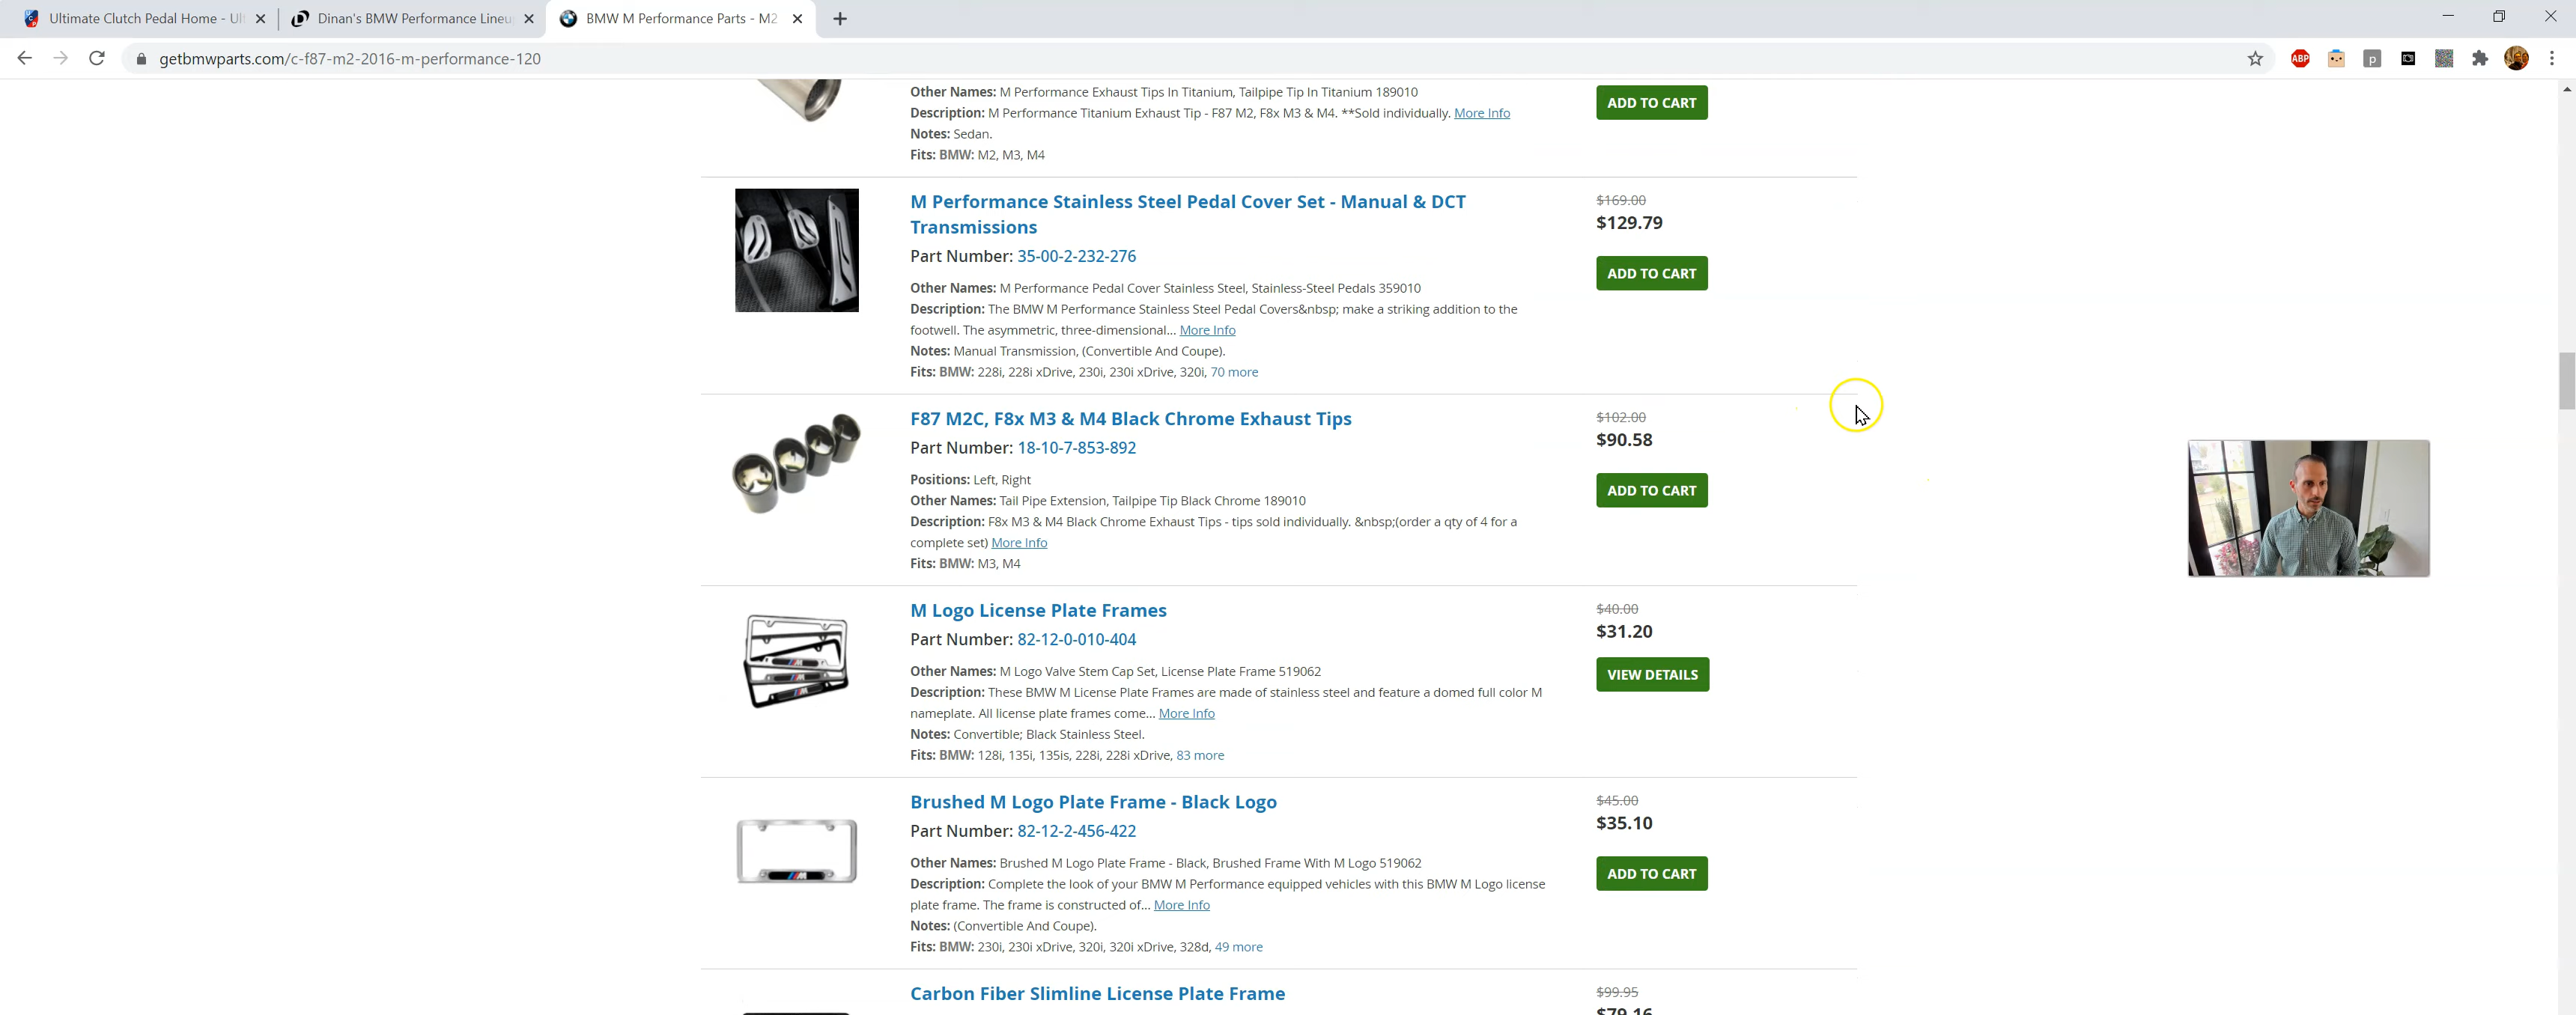 Ultimate Clutch Pedal Home - Ul
Dinan's BMW Performance Lineu
BMW M Performance Parts - M2
getbmwparts.com/c-f87-m2-2016-m-performance-120
ABP
p
Other Names: M Performance Exhaust Tips In Titanium, Tailpipe Tip In Titanium 189010
Description: M Performance Titanium Exhaust Tip - F87 M2, F8x M3 & M4. **Sold individually. More Info
Notes: Sedan.
Fits: BMW: M2, M3, M4
ADD TO CART
M Performance Stainless Steel Pedal Cover Set - Manual & DCT
Transmissions
Part Number: 35-00-2-232-276
Other Names: M Performance Pedal Cover Stainless Steel, Stainless-Steel Pedals 359010
Description: The BMW M Performance Stainless Steel Pedal Covers&nbsp; make a striking addition to the
footwell. The asymmetric, three-dimensional... More Info
Notes: Manual Transmission, (Convertible And Coupe).
Fits: BMW: 228i, 228i xDrive, 230i, 230i xDrive, 320i, 70 more
$169.00
$129.79
ADD TO CART
F87 M2C, F8x M3 & M4 Black Chrome Exhaust Tips
Part Number: 18-10-7-853-892
Positions: Left, Right
Other Names: Tail Pipe Extension, Tailpipe Tip Black Chrome 189010
Description: F8x M3 & M4 Black Chrome Exhaust Tips - tips sold individually. &nbsp;(order a qty of 4 for a
complete set) More Info
Fits: BMW: M3, M4
$102.00
$90.58
ADD TO CART
M Logo License Plate Frames
Part Number: 82-12-0-010-404
Other Names: M Logo Valve Stem Cap Set, License Plate Frame 519062
Description: These BMW M License Plate Frames are made of stainless steel and feature a domed full color M
nameplate. All license plate frames come... More Info
Notes: Convertible; Black Stainless Steel.
Fits: BMW: 128i, 135i, 135is, 228i, 228i xDrive, 83 more
$40.00
$31.20
VIEW DETAILS
Brushed M Logo Plate Frame - Black Logo
Part Number: 82-12-2-456-422
Other Names: Brushed M Logo Plate Frame - Black, Brushed Frame With M Logo 519062
Description: Complete the look of your BMW M Performance equipped vehicles with this BMW M Logo license
plate frame. The frame is constructed of... More Info
Notes: (Convertible And Coupe).
Fits: BMW: 230i, 230i xDrive, 320i, 320i xDrive, 328d, 49 more
$45.00
$35.10
ADD TO CART
Carbon Fiber Slimline License Plate Frame
$99.95
$79.16